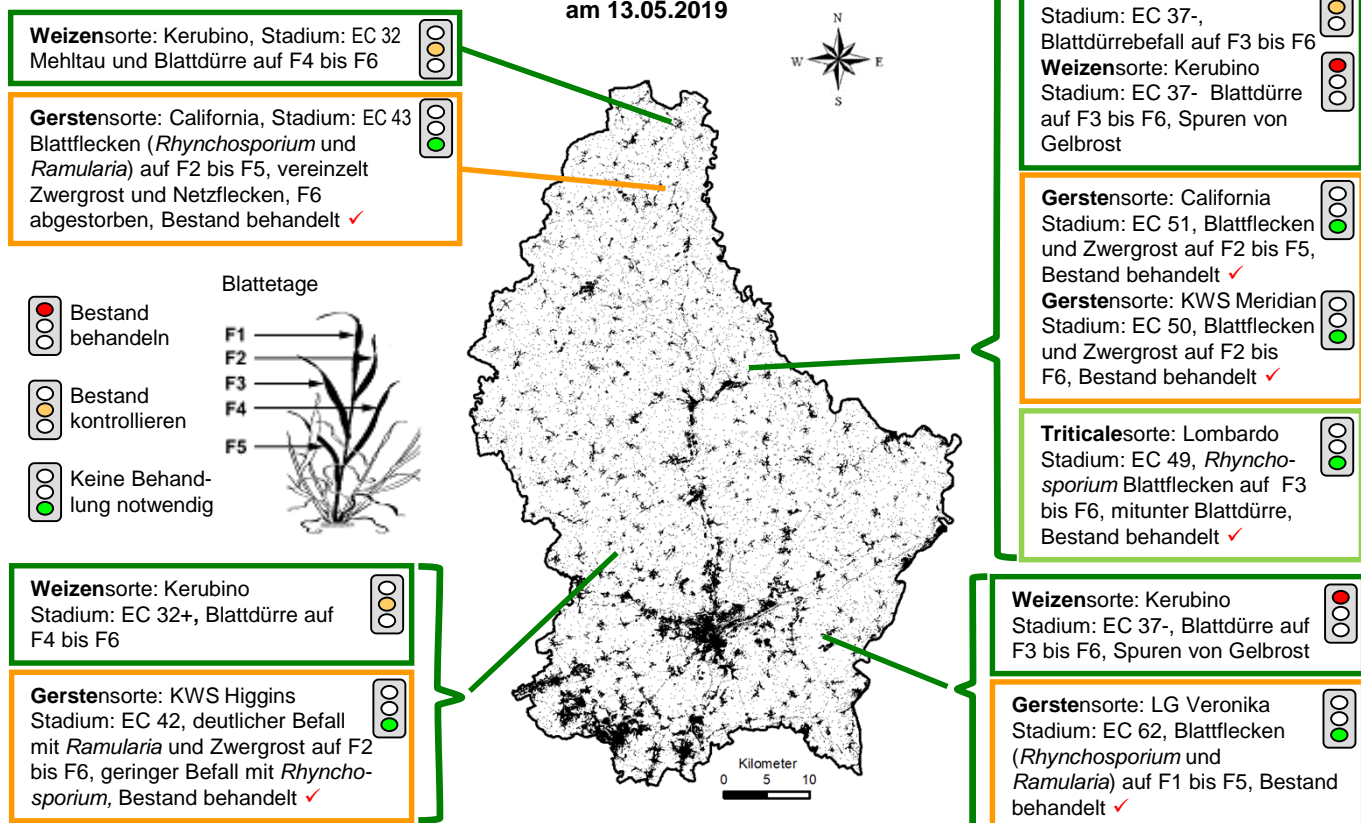 am 13.05.2019
Weizensorte: Kerubino, Stadium: EC 32
Mehltau und Blattdürre auf F4 bis F6
Gerstensorte: California, Stadium: EC 43
Blattflecken (Rhynchosporium und
Ramularia) auf F2 bis F5, vereinzelt
Zwergrost und Netzflecken, F6
abgestorben, Bestand behandelt ✓
Blattetage
F1
F2
F3
F4
F5
Bestand
behandeln
Bestand
kontrollieren
Keine Behand-
lung notwendig
Weizensorte: Kerubino
Stadium: EC 32+, Blattdürre auf
F4 bis F6
Gerstensorte: KWS Higgins
Stadium: EC 42, deutlicher Befall
mit Ramularia und Zwergrost auf F2
bis F6, geringer Befall mit Rhyncho-
sporium, Bestand behandelt ✓
N
W E
S
Kilometer
0 5 10
Stadium: EC 37-,
Blattdürrebefall auf F3 bis F6
Weizensorte: Kerubino
Stadium: EC 37- Blattdürre
auf F3 bis F6, Spuren von
Gelbrost
Gerstensorte: California
Stadium: EC 51, Blattflecken
und Zwergrost auf F2 bis F5,
Bestand behandelt ✓
Gerstensorte: KWS Meridian
Stadium: EC 50, Blattflecken
und Zwergrost auf F2 bis
F6, Bestand behandelt ✓
Triticalesorte: Lombardo
Stadium: EC 49, Rhyncho-
sporium Blattflecken auf F3
bis F6, mitunter Blattdürre,
Bestand behandelt ✓
Weizensorte: Kerubino
Stadium: EC 37-, Blattdürre auf
F3 bis F6, Spuren von Gelbrost
Gerstensorte: LG Veronika
Stadium: EC 62, Blattflecken
(Rhynchosporium und
Ramularia) auf F1 bis F5, Bestand
behandelt ✓